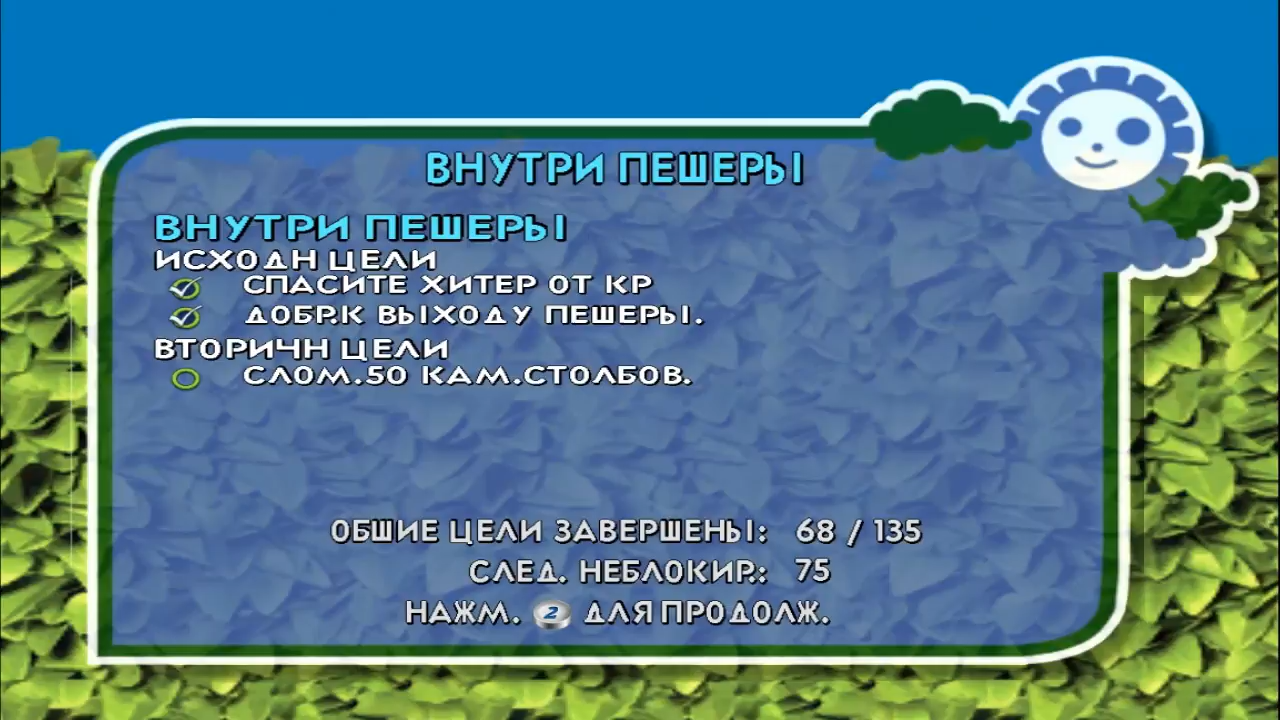 ВНУТРИ ПЕШЕРЫ
ВНУТРИ ПЕШЕРЫ
ИСХОДН ЦЕЛИ
СПАСИТЕ ХИТЕР ОТ КР
ДОБР.К ВЫХОДУ ПЕШЕРЫ.
ВТОРИЧН ЦЕЛИ
СЛОМ.50 КАМ.СТОЛБОВ.
ОБШИЕ ЦЕЛИ ЗАВЕРШЕНЫ: 68 / 135
СЛЕД. НЕБЛОКИР.: 75
НАЖМ. 2 ДЛЯ ПРОДОЛЖ.